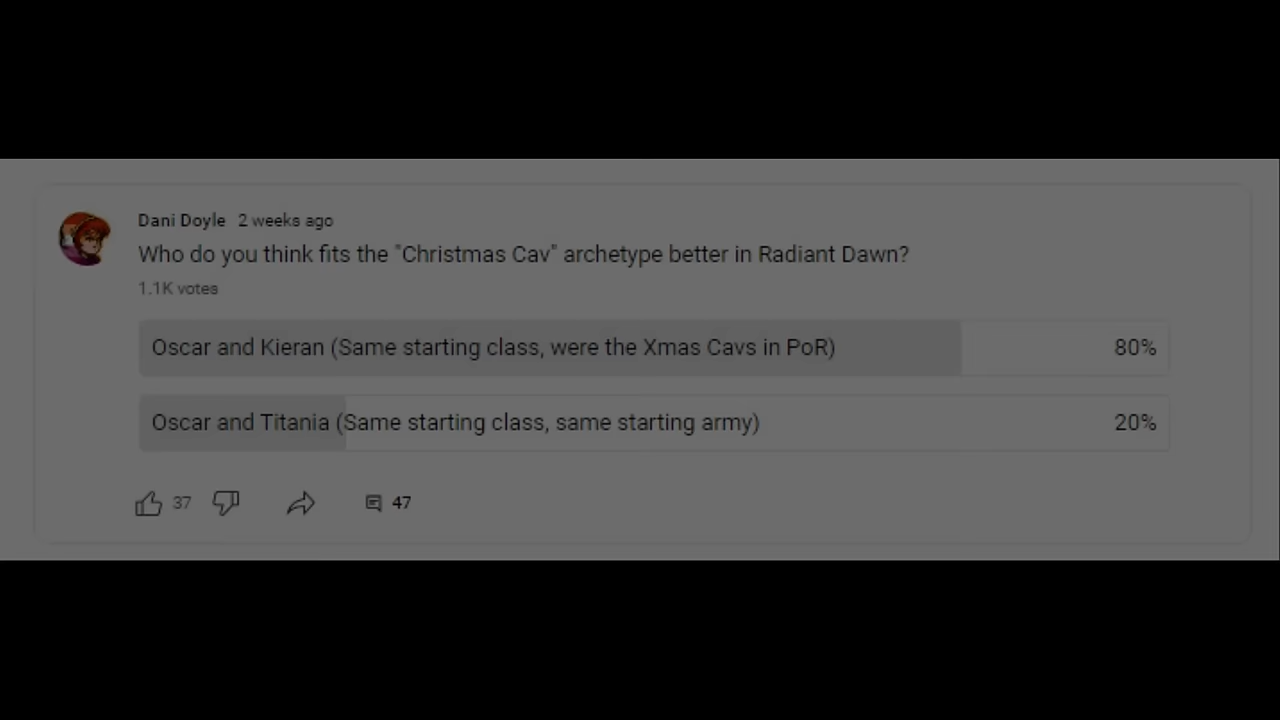 Dani Doyle 2 weeks ago
Who do you think fits the "Christmas Cav" archetype better in Radiant Dawn?
1.1K votes
Oscar and Kieran (Same starting class, were the Xmas Cavs in PoR) 80%
Oscar and Titania (Same starting class, same starting army) 20%
37 47